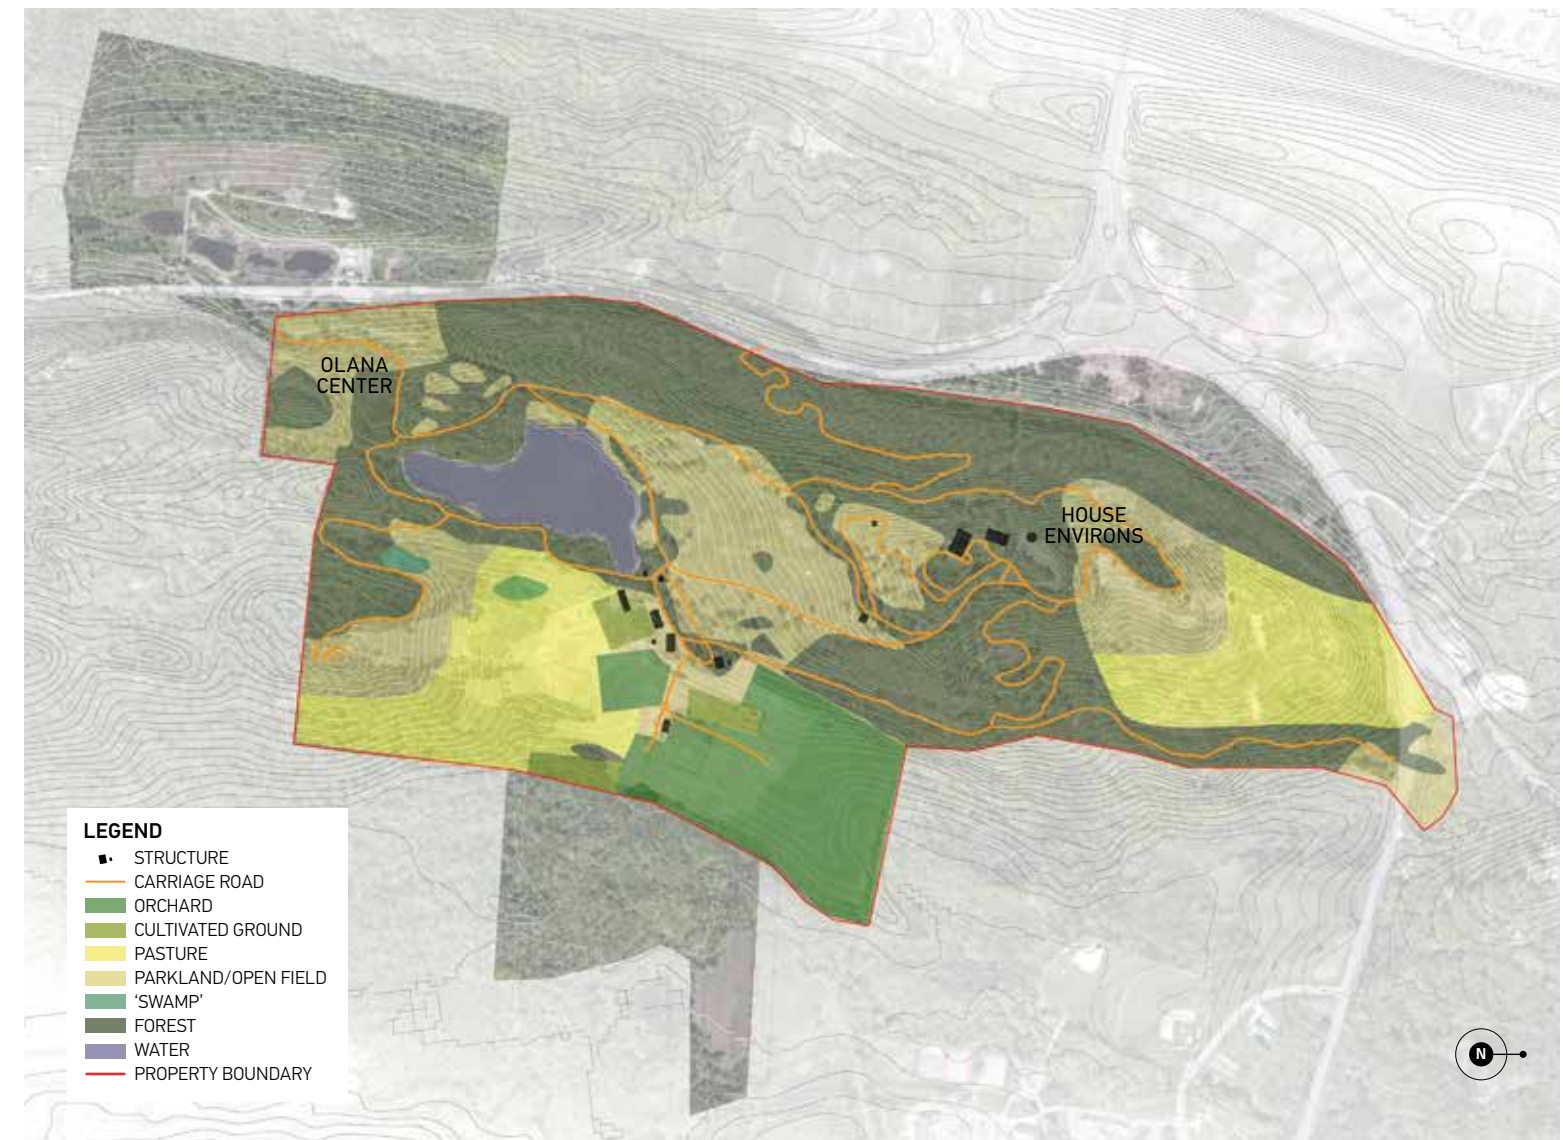 OLANA
CENTER
HOUSE
ENVIRONS
LEGEND
STRUCTURE
CARRIAGE ROAD
ORCHARD
CULTIVATED GROUND
PASTURE
PARKLAND/OPEN FIELD
‘SWAMP’
FOREST
WATER
PROPERTY BOUNDARY
N